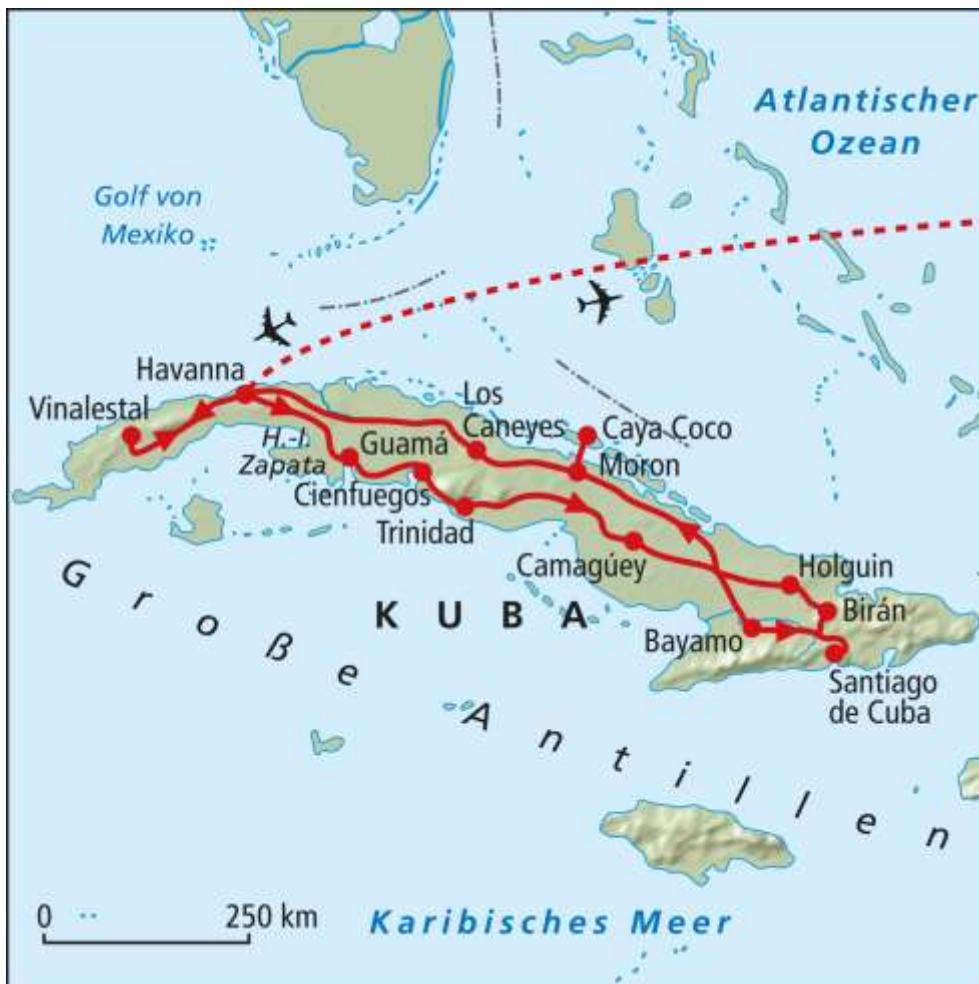 Atlantischer
Ozean
Golf von
Mexiko
Havanna
Vinalestal
Los
Caneyes
Caya Coco
H.-I.
Zapata
Guamá
Moron
Cienfuegos
Trinidad
Camagúey
Holguin
Birán
Bayamo
Santiago
de Cuba
KUBA
Große Antillen
0 250 km
Karibisches Meer